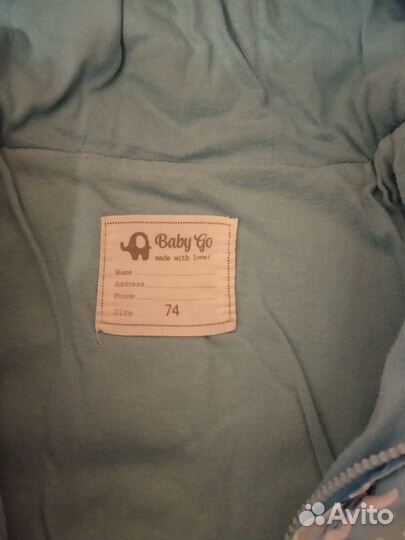 Baby Go
made with love!
Name
Address
Phone
Size 74
Avito